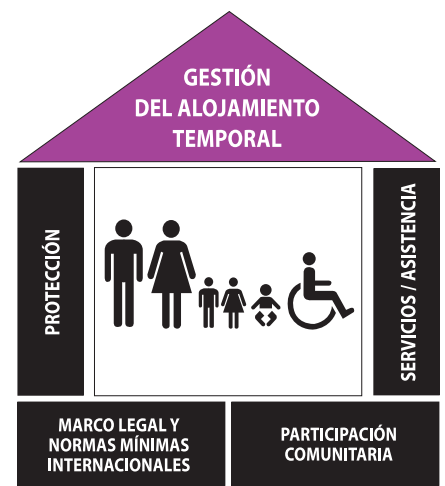 GESTIÓN
DEL ALOJAMIENTO
TEMPORAL
PROTECCIÓN
SERVICIOS / ASISTENCIA
MARCO LEGAL Y
NORMAS MÍNIMAS
INTERNACIONALES
PARTICIPACIÓN
COMUNITARIA